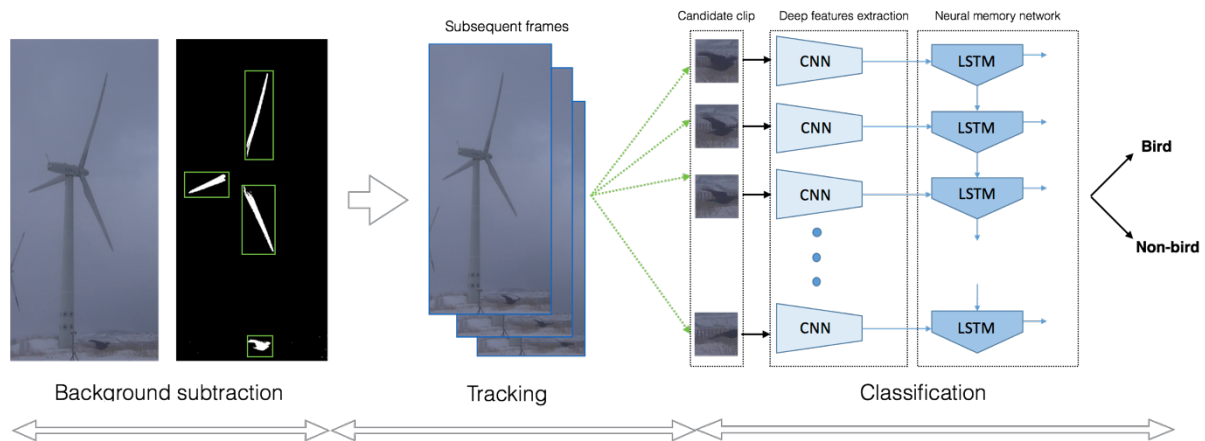 Subsequent frames
Candidate clip
Deep features extraction
Neural memory network
CNN
LSTM
CNN
LSTM
CNN
LSTM
CNN
LSTM
Bird
Non-bird
Background subtraction
Tracking
Classification